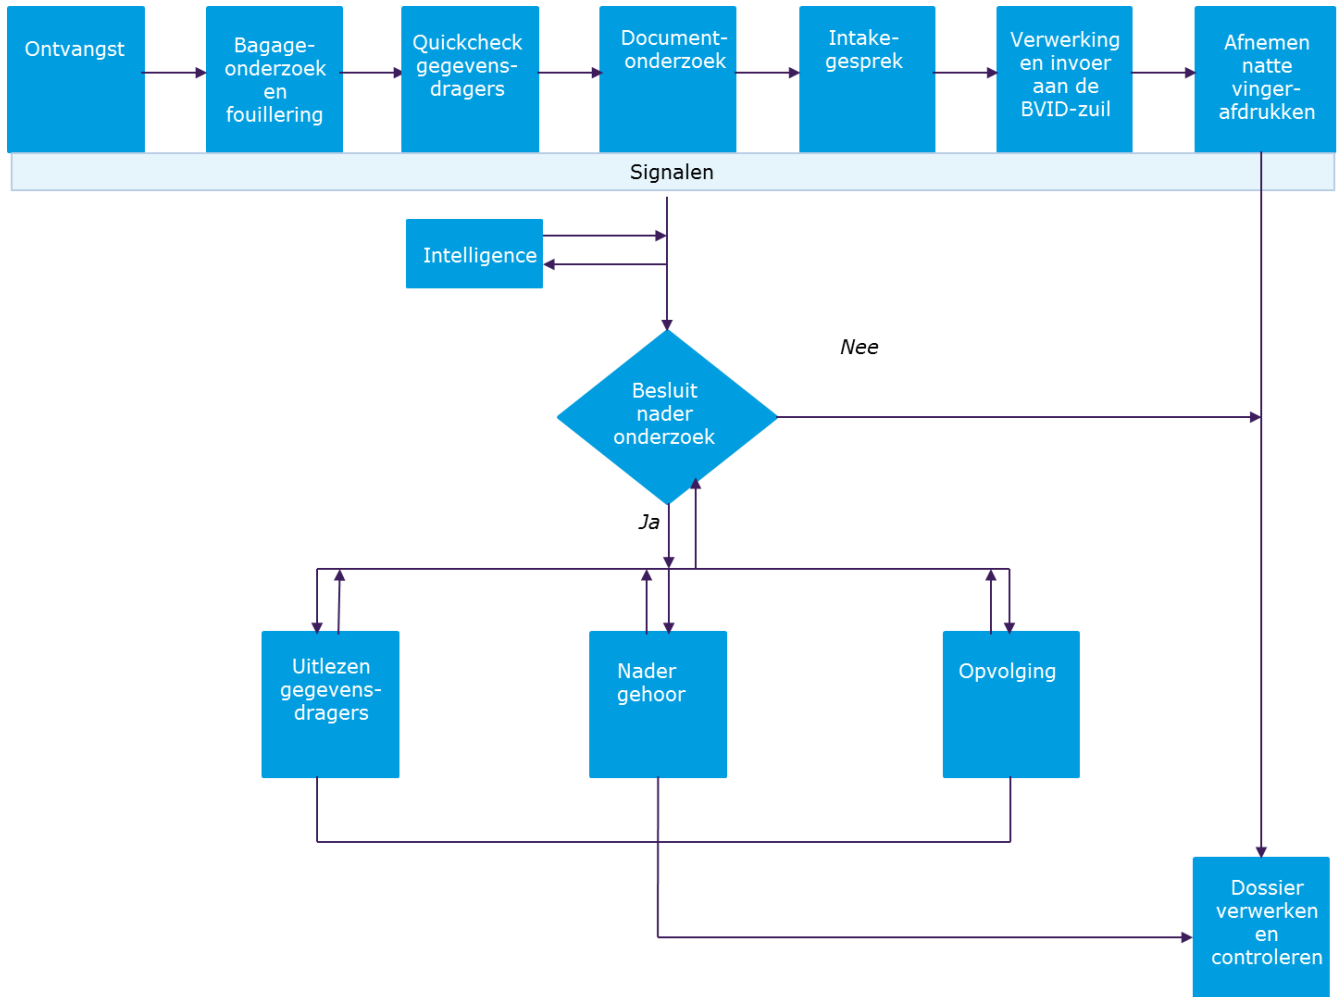 Ontvangst
Bagage-
onderzoek
en
fouillering
Quickcheck
gegevens-
dragers
Document-
onderzoek
Intake-
gesprek
Verwerking
en invoer
aan de
BVID-zuil
Afnemen
natte
vinger-
afdrukken
Signalen
Intelligence
Nee
Besluit
nader
onderzoek
Ja
Uitlezen
gegevens-
dragers
Nader
gehoor
Opvolging
Dossier
verwerken
en
controleren